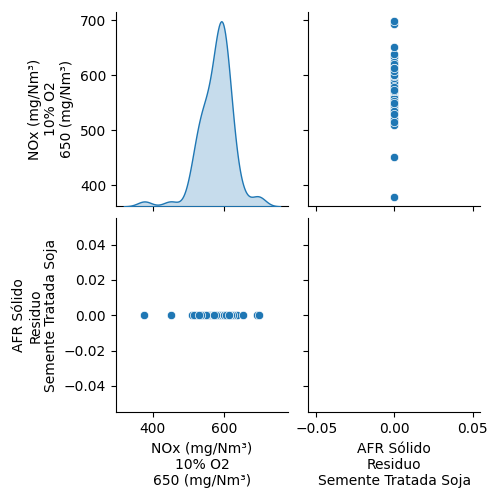 700
600
500
400
NOx (mg/Nm³)
10% O2
650 (mg/Nm³)
0.04
0.02
0.00
−0.02
−0.04
AFR Sólido
Residuo
Semente Tratada Soja
400 600
NOx (mg/Nm³)
10% O2
650 (mg/Nm³)
−0.05 0.00 0.05
AFR Sólido
Residuo
Semente Tratada Soja